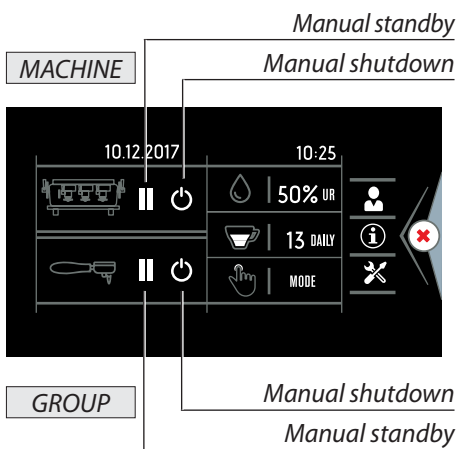 Manual standby
MACHINE
Manual shutdown
10.12.2017
10:25
50% UR
13 DAILY
MODE
GROUP
Manual shutdown
Manual standby